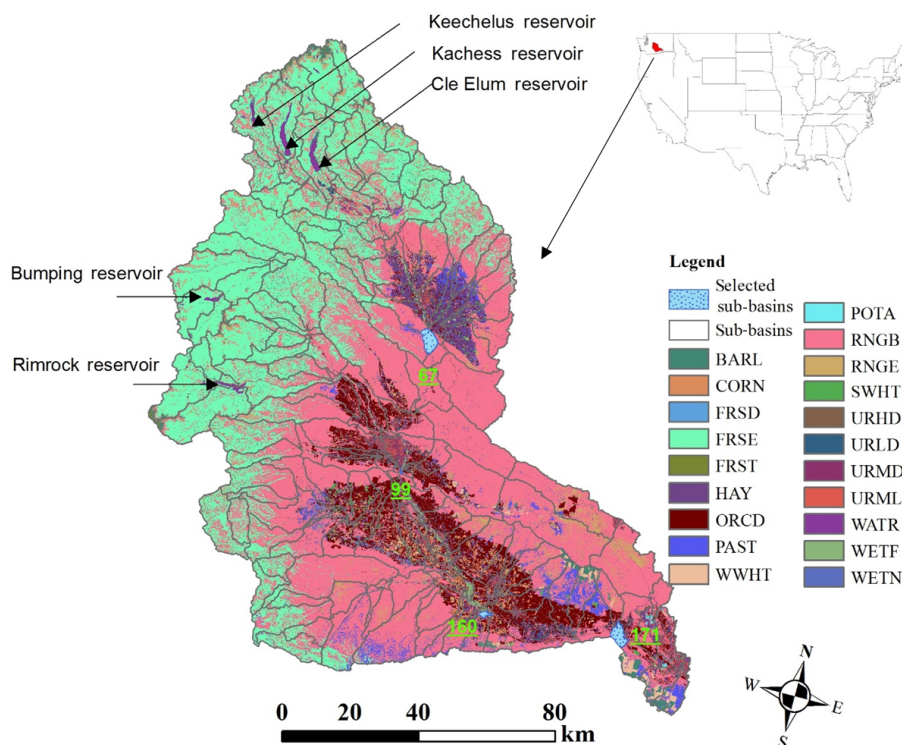 Keechelus reservoir
Kachess reservoir
Cle Elum reservoir
Bumping reservoir
Rimrock reservoir
67
99
160
171
Legend
Selected
sub-basins
Sub-basins
BARL
CORN
FRSD
FRSE
FRST
HAY
ORCD
PAST
WWHT
POTA
RNGB
RNGE
SWHT
URHD
URLD
URMD
URML
WATR
WETF
WETN
0 20 40 80
km
N
W
E
S